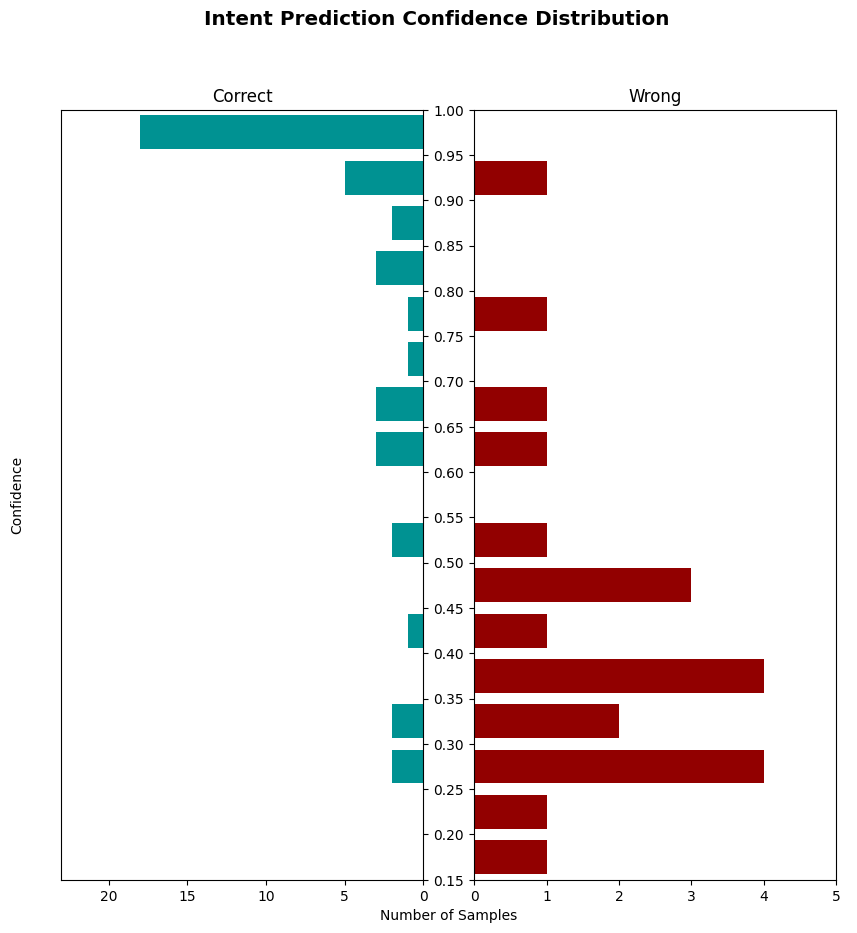 Intent Prediction Confidence Distribution
Correct
Wrong
1.00
0.95
0.90
0.85
0.80
0.75
0.70
0.65
0.60
0.55
0.50
0.45
0.40
0.35
0.30
0.25
0.20
0.15
Confidence
20 15 10 5 0
0 1 2 3 4 5
Number of Samples